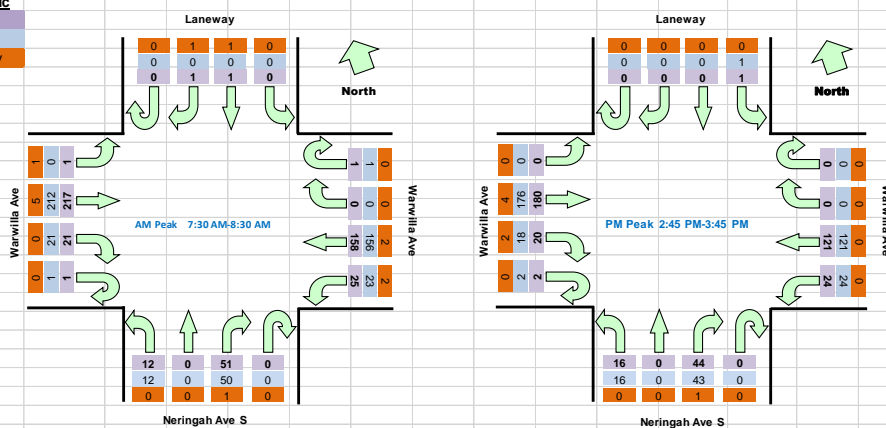 Laneway
0 1 1 0
0 0 0 0
0 1 1 0
North
1 0 1
5 212 217
0 21 21
0 1 1
Warwilla Ave
AM Peak 7:30 AM-8:30 AM
1 1 0
0 0 0
158 156 2
25 23 2
Warwilla Ave
12 0 51 0
12 0 50 0
0 0 1 0
Neringah Ave S
Laneway
0 0 0 0
0 0 0 1
0 0 0 1
North
0 0 0
4 176 180
2 18 20
0 2 2
Warwilla Ave
PM Peak 2:45 PM-3:45 PM
0 0 0
0 0 0
121 121 0
24 24 0
16 0 44 0
16 0 43 0
0 0 1 0
Neringah Ave S